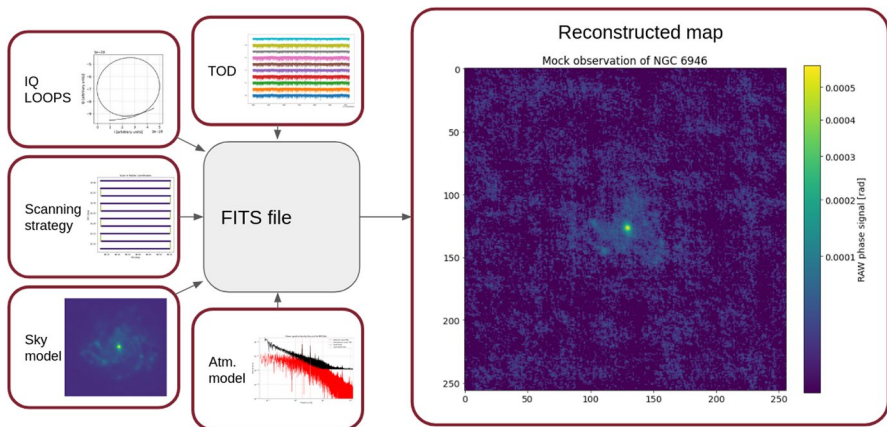 IQ
LOOPS
TOD
Scanning
strategy
FITS file
Sky
model
Atm.
model
Reconstructed map
Mock observation of NGC 6946
0
50
100
150
200
250
0
50
100
150
200
250
0.0005
0.0004
0.0003
0.0002
0.0001
RAW phase signal [rad]